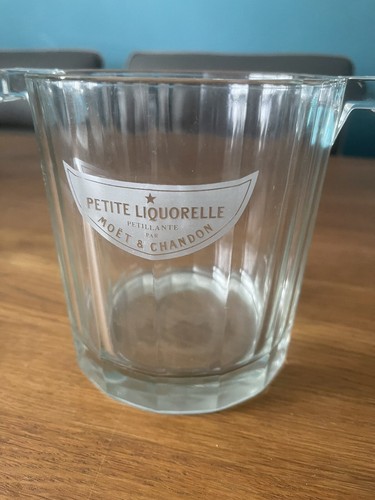 PETITE LIQUORELLE
PETILLANTE
PAR
MOËT & CHANDON